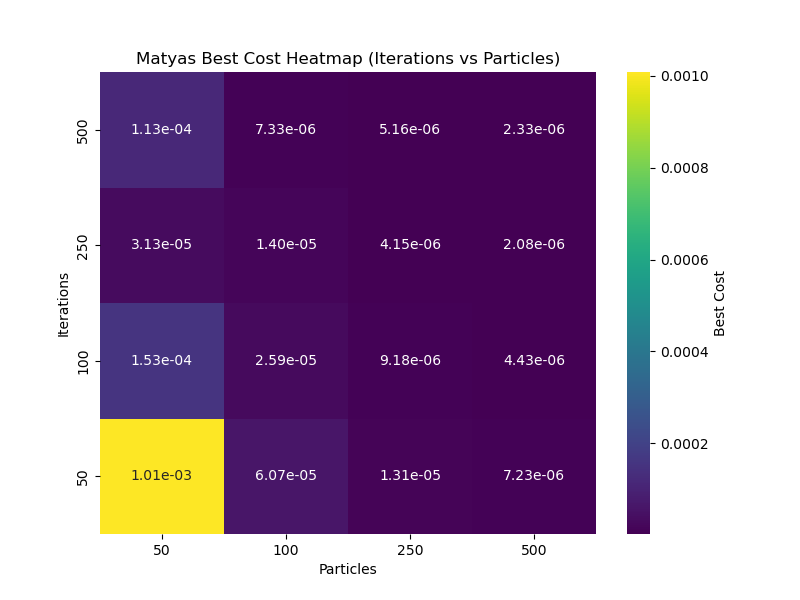 Matyas Best Cost Heatmap (Iterations vs Particles)
500
1.13e-04 7.33e-06 5.16e-06 2.33e-06
250
3.13e-05 1.40e-05 4.15e-06 2.08e-06
100
1.53e-04 2.59e-05 9.18e-06 4.43e-06
50
1.01e-03 6.07e-05 1.31e-05 7.23e-06
Iterations
50 100 250 500
Particles
0.0010
0.0008
0.0006
0.0004
0.0002
Best Cost